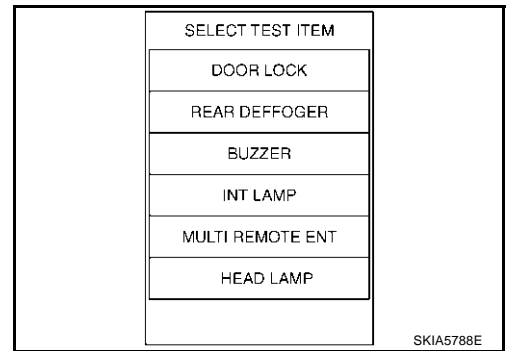 SELECT TEST ITEM
DOOR LOCK
REAR DEFFOGER
BUZZER
INT LAMP
MULTI REMOTE ENT
HEAD LAMP
SKIA5788E